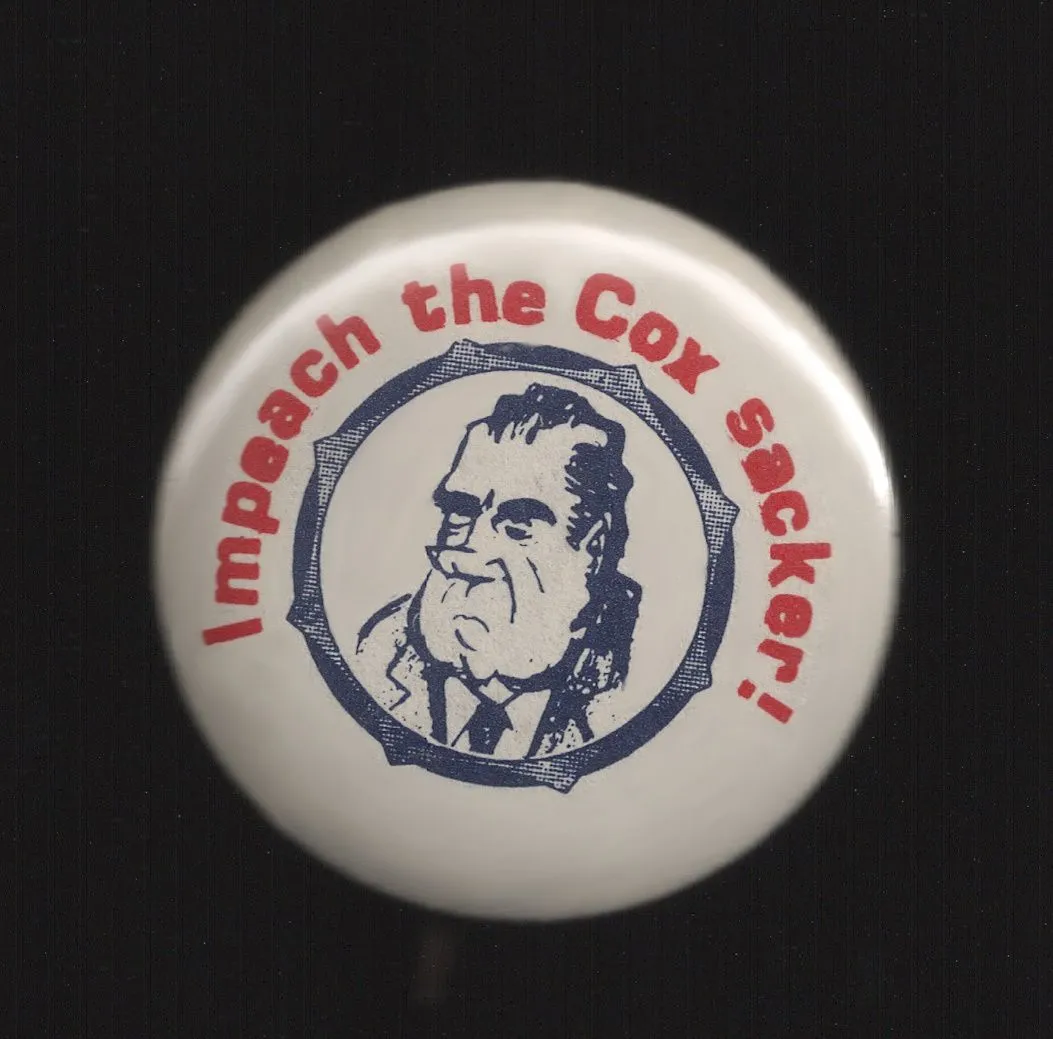 Impeach the Cox sacker!